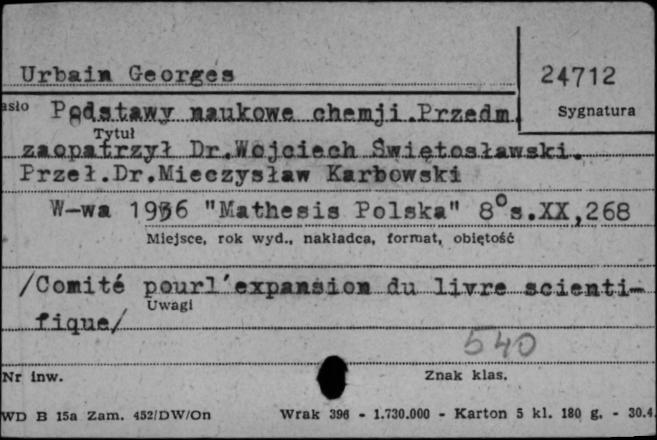 Urbain Georges
24712
asło Podstawy naukowe chemji.Przedm.
Sygnatura
Tytuł
zaopatrzył Dr.Wojciech Świętosławski.
Przeł.Dr.Mieczysław Karbowski
W-wa 1936 "Mathesis Polska" 8°s.XX,268
Miejsce, rok wyd., nakładca, format, objętość
/Comité pourl'expansion du livre scienti-
Uwagi
fique/
540
Nr inw.
Znak klas.
WD B 15a Zam. 452/DW/On Wrak 396 - 1.730.000 - Karton 5 kl. 180 g. - 30.4.